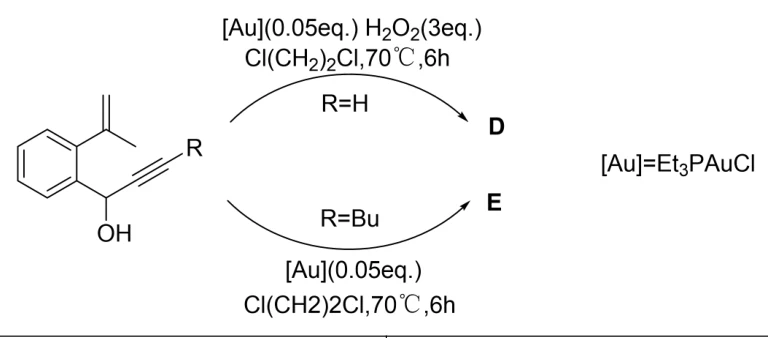 [Au](0.05eq.) H₂O₂(3eq.)
Cl(CH₂)₂Cl,70℃,6h
R=H
D
R
OH
[Au]=Et₃PAuCl
E
R=Bu
[Au](0.05eq.)
Cl(CH2)2Cl,70℃,6h